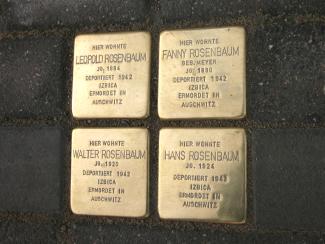 HIER WOHNTE
LEOPOLD ROSENBAUM
JG. 1884
DEPORTIERT 1942
IZBICA
ERMORDET IN
AUSCHWITZ
HIER WOHNTE
FANNY ROSENBAUM
GEB. MEYER
JG. 1890
DEPORTIERT 1942
IZBICA
ERMORDET IN
AUSCHWITZ
HIER WOHNTE
WALTER ROSENBAUM
JG. 1920
DEPORTIERT 1942
IZBICA
ERMORDET IN
AUSCHWITZ
HIER WOHNTE
HANS ROSENBAUM
JG. 1924
DEPORTIERT 1942
IZBICA
ERMORDET IN
AUSCHWITZ